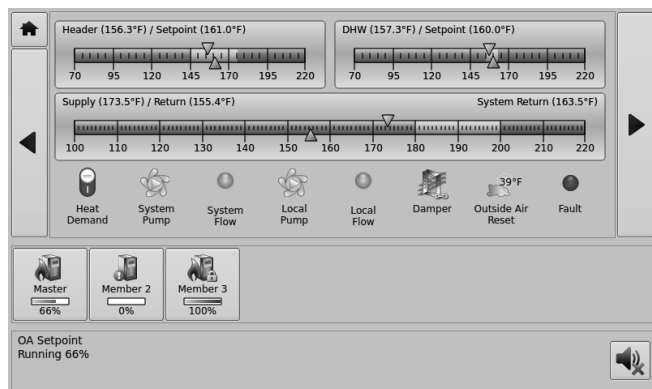 Header (156.3°F) / Setpoint (161.0°F)
70 95 120 145 170 195 220
DHW (157.3°F) / Setpoint (160.0°F)
70 95 120 145 170 195 220
Supply (173.5°F) / Return (155.4°F) System Return (163.5°F)
100 110 120 130 140 150 160 170 180 190 200 210 220
39°F
Heat
Demand
System
Pump
System
Flow
Local
Pump
Local
Flow
Damper
Outside Air
Reset
Fault
Master
66%
Member 2
0%
Member 3
100%
OA Setpoint
Running 66%